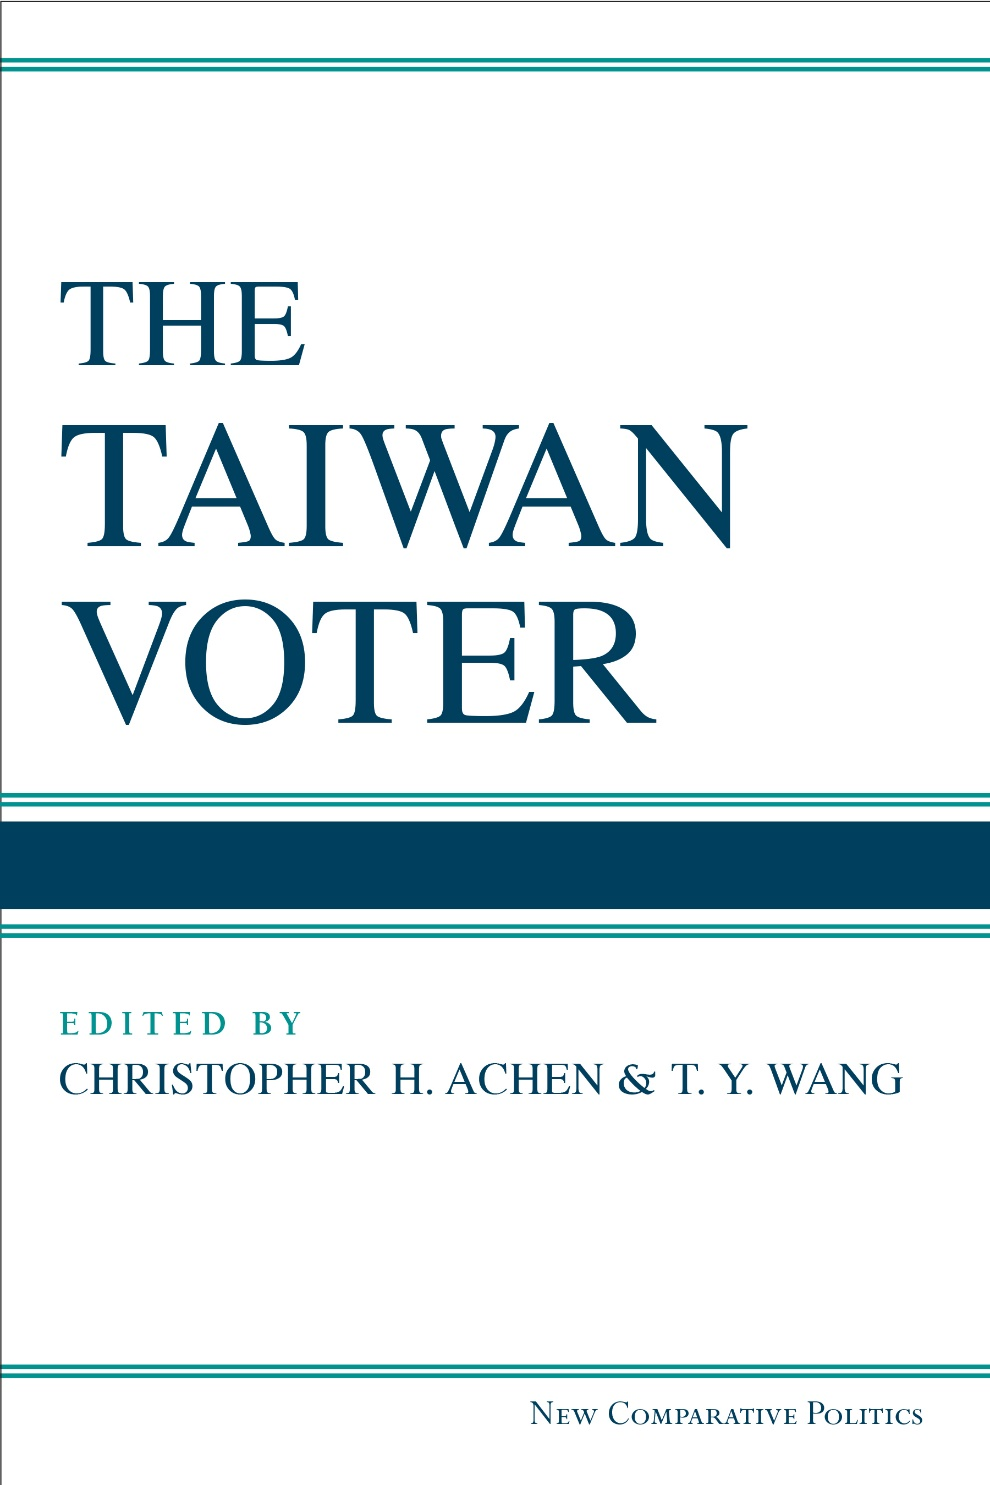 THE
TAIWAN
VOTER
EDITED BY
CHRISTOPHER H. ACHEN & T. Y. WANG
New Comparative Politics